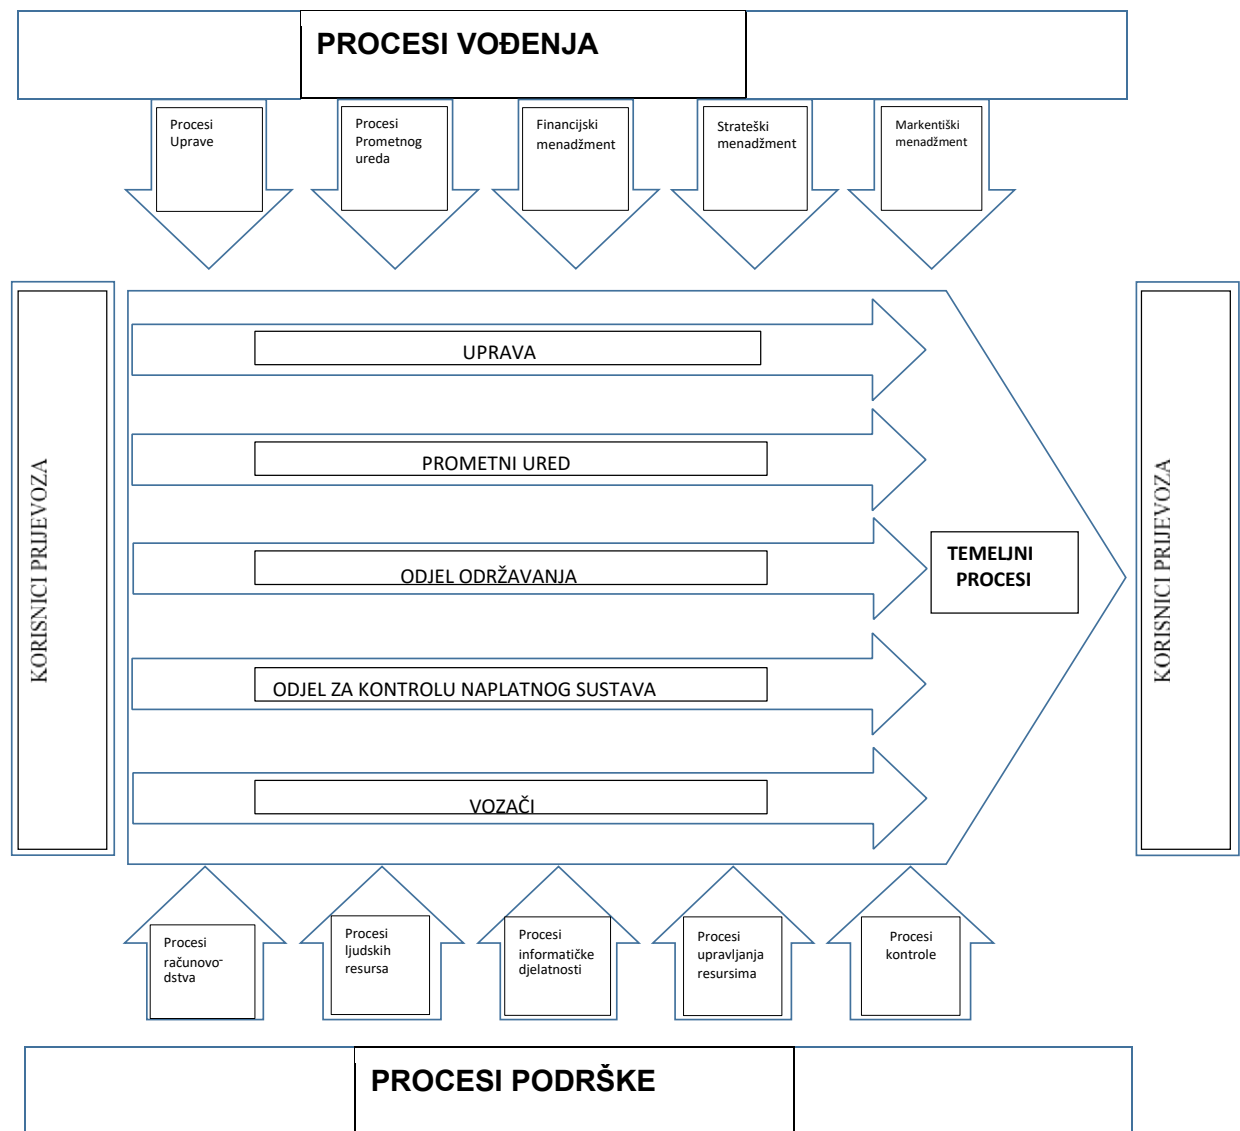 PROCESI VOĐENJA
Procesi
Uprave
Procesi
Prometnog
ureda
Financijski
menadžment
Strateški
menadžment
Markentiški
menadžment
KORISNICI PRIJEVOZA
UPRAVA
PROMETNI URED
ODJEL ODRŽAVANJA
ODJEL ZA KONTROLU NAPLATNOG SUSTAVA
VOZAČI
TEMELJNI
PROCESI
KORISNICI PRIJEVOZA
Procesi
računovo-
dstva
Procesi
ljudskih
resursa
Procesi
informatičke
djelatnosti
Procesi
upravljanja
resursima
Procesi
kontrole
PROCESI PODRŠKE